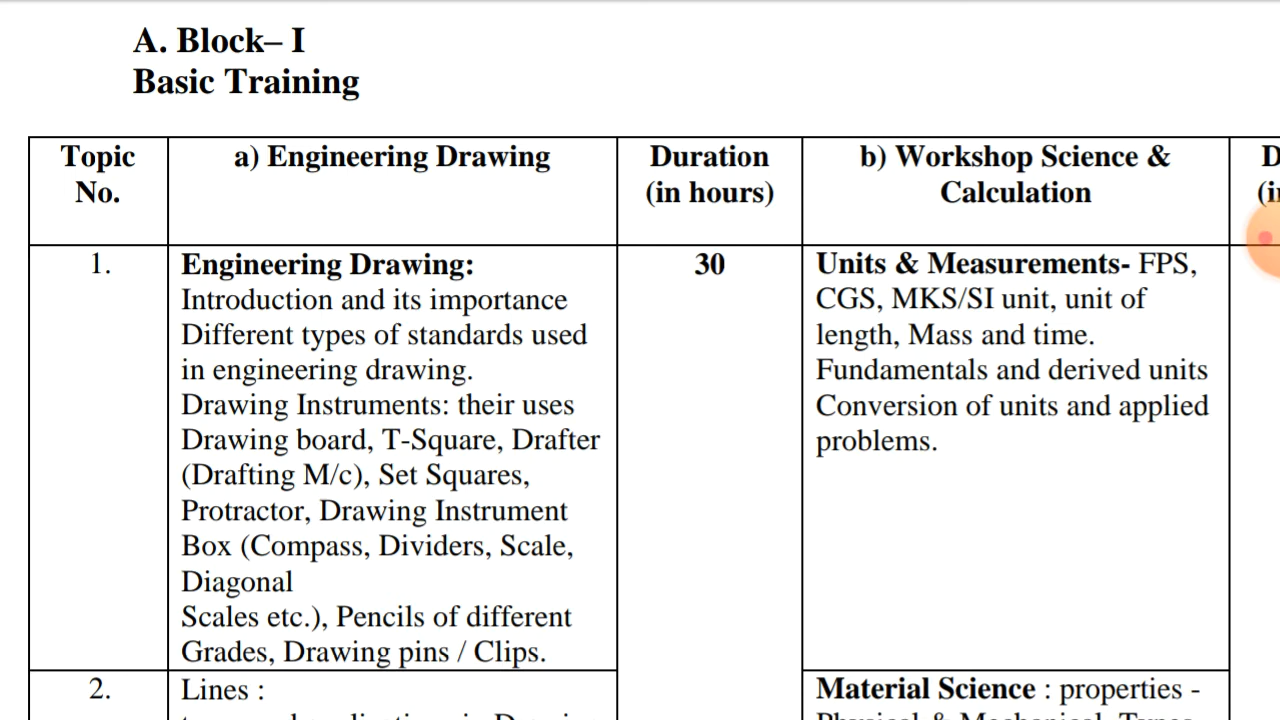 A. Block– I
Basic Training
Topic No.
a) Engineering Drawing
Duration (in hours)
b) Workshop Science & Calculation
1.
Engineering Drawing:
Introduction and its importance
Different types of standards used
in engineering drawing.
Drawing Instruments: their uses
Drawing board, T-Square, Drafter
(Drafting M/c), Set Squares,
Protractor, Drawing Instrument
Box (Compass, Dividers, Scale,
Diagonal
Scales etc.), Pencils of different
Grades, Drawing pins / Clips.
30
Units & Measurements- FPS,
CGS, MKS/SI unit, unit of
length, Mass and time.
Fundamentals and derived units
Conversion of units and applied
problems.
2.
Lines :
Material Science : properties -